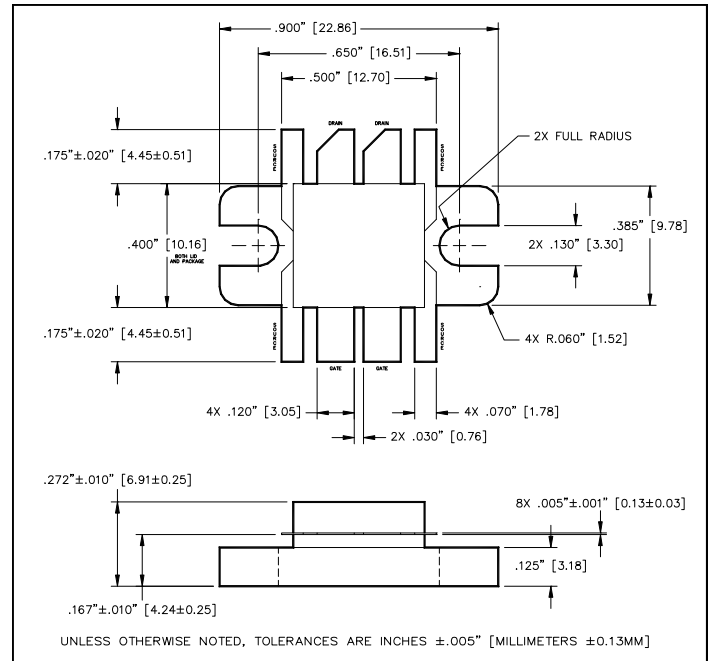 .900" [22.86]
.650" [16.51]
.500" [12.70]
DRAIN DRAIN
2X FULL RADIUS
.175"±.020" [4.45±0.51]
SOURCE
SOURCE
.385" [9.78]
.400" [10.16]
BOTH LID
AND PACKAGE
2X .130" [3.30]
.175"±.020" [4.45±0.51]
SOURCE
SOURCE
4X R.060" [1.52]
GATE GATE
4X .120" [3.05]
4X .070" [1.78]
2X .030" [0.76]
.272"±.010" [6.91±0.25]
8X .005"±.001" [0.13±0.03]
.125" [3.18]
.167"±.010" [4.24±0.25]
UNLESS OTHERWISE NOTED, TOLERANCES ARE INCHES ±.005" [MILLIMETERS ±0.13MM]